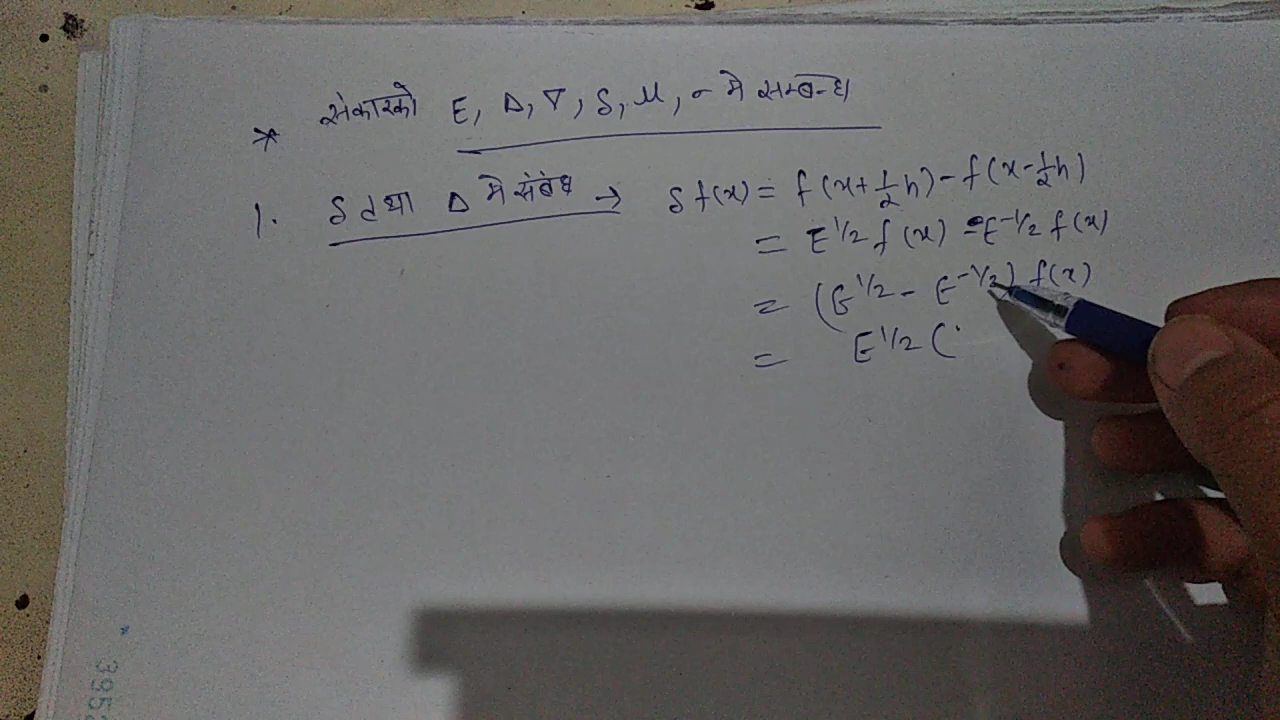 * संकारको E, Δ, ∇, δ, μ, σ मे सम्बन्ध
1. δ तथा Δ मे संबंध → δ f(x) = f(x+½h) - f(x-½h)
= E^1/2 f(x) - E^-1/2 f(x)
= (E^1/2 - E^-1/2) f(x)
= E^1/2 (
* 395